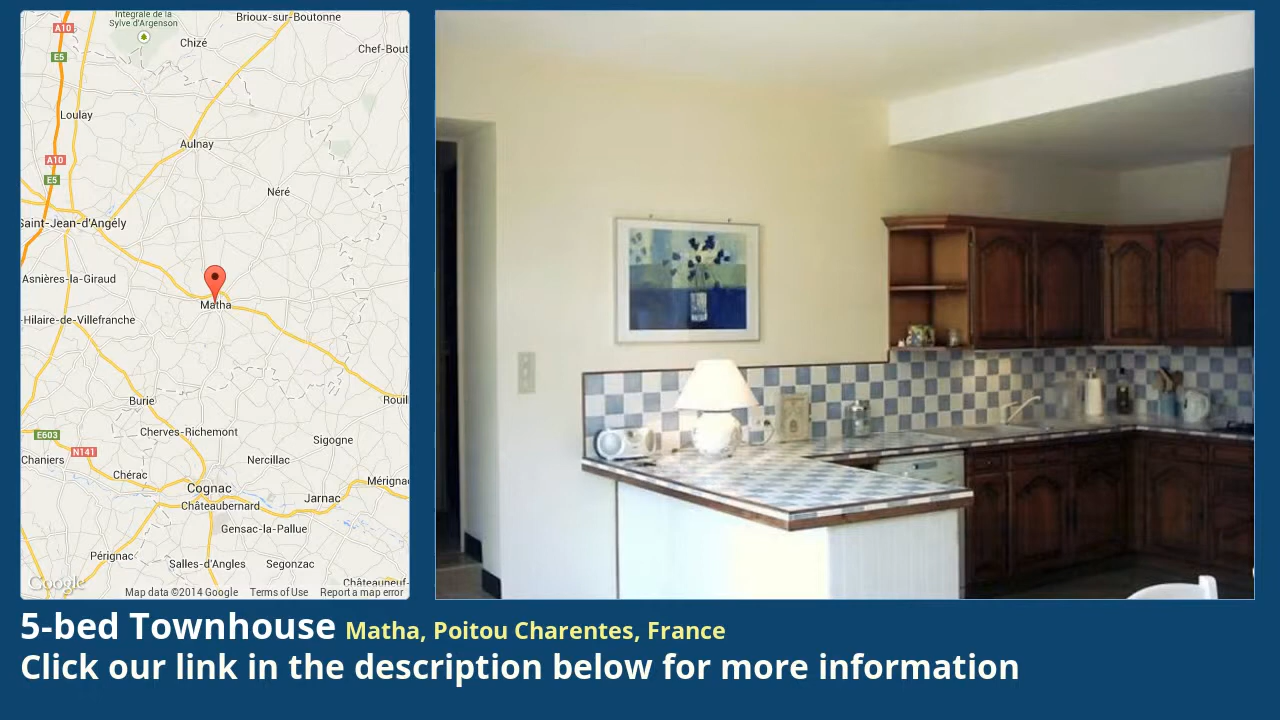 Intégrale de la
Sylve d'Argenson
Brioux-sur-Boutonne
A10
Chizé
Chef-Bout
E5
Loulay
Aulnay
A10
E5
Néré
Saint-Jean-d'Angély
Asnières-la-Giraud
Matha
-Hilaire-de-Villefranche
Burie
Rouil
E603
Cherves-Richemont
Sigogne
N141
Chaniers
Nercillac
Chérac
Mérigna
Cognac
Jarnac
Châteaubernard
Gensac-la-Pallue
Pérignac
Salles-d'Angles
Segonzac
Châteauneuf-
Google
Map data ©2014 Google
Terms of Use
Report a map error
5-bed Townhouse Matha, Poitou Charentes, France
Click our link in the description below for more information